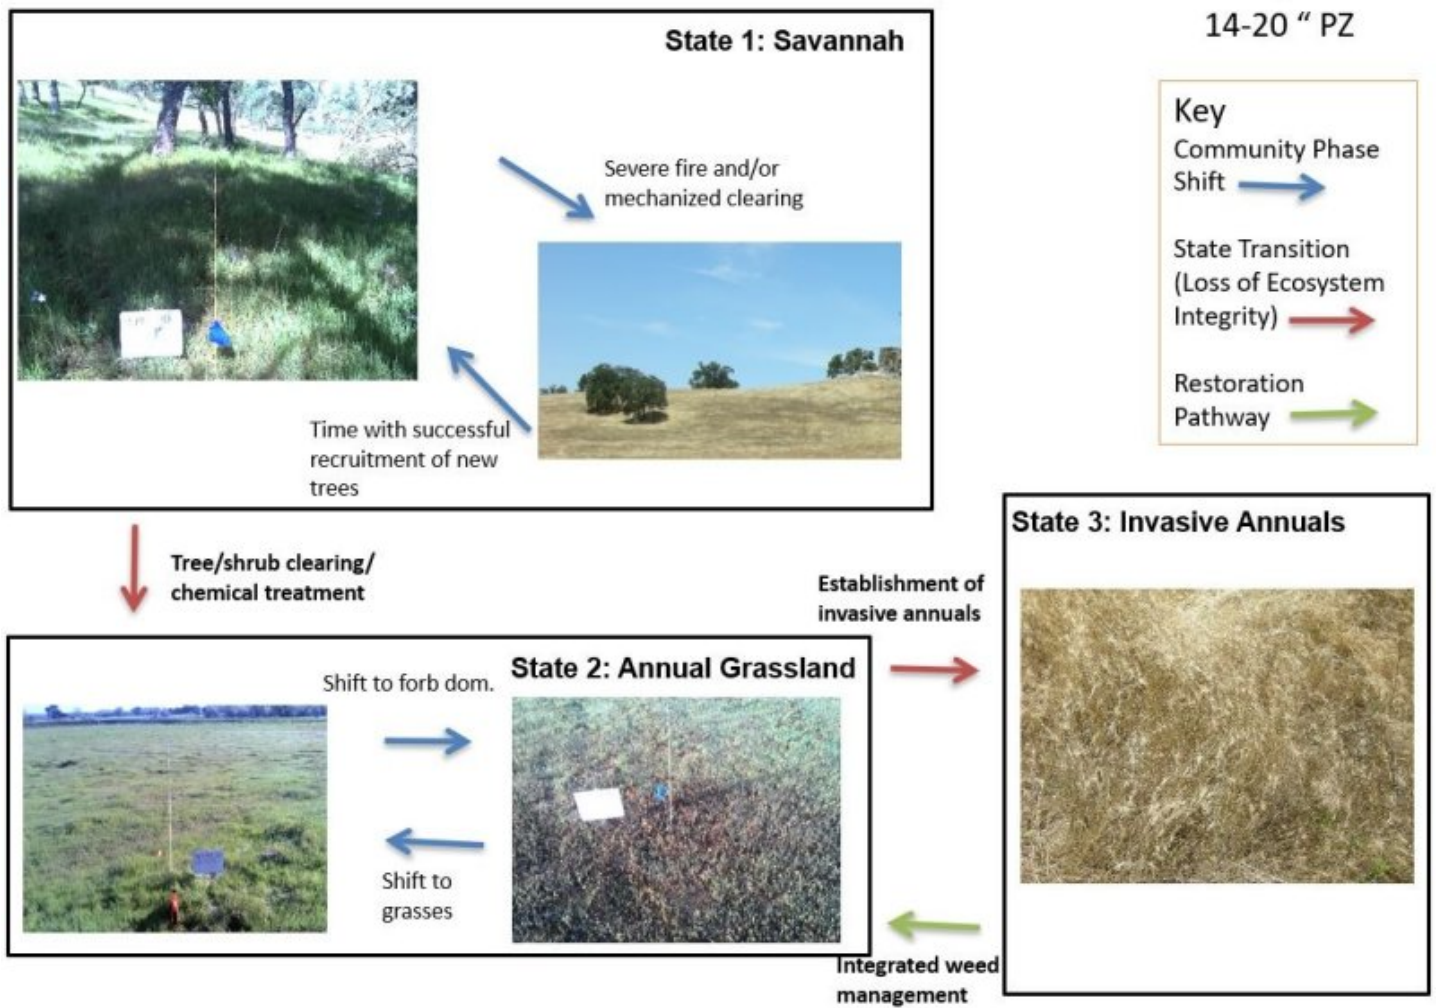 14-20 “ PZ
State 1: Savannah
Severe fire and/or
mechanized clearing
Time with successful
recruitment of new
trees
Key
Community Phase
Shift
State Transition
(Loss of Ecosystem
Integrity)
Restoration
Pathway
Tree/shrub clearing/
chemical treatment
State 2: Annual Grassland
Shift to forb dom.
Shift to
grasses
Establishment of
invasive annuals
State 3: Invasive Annuals
Integrated weed
management